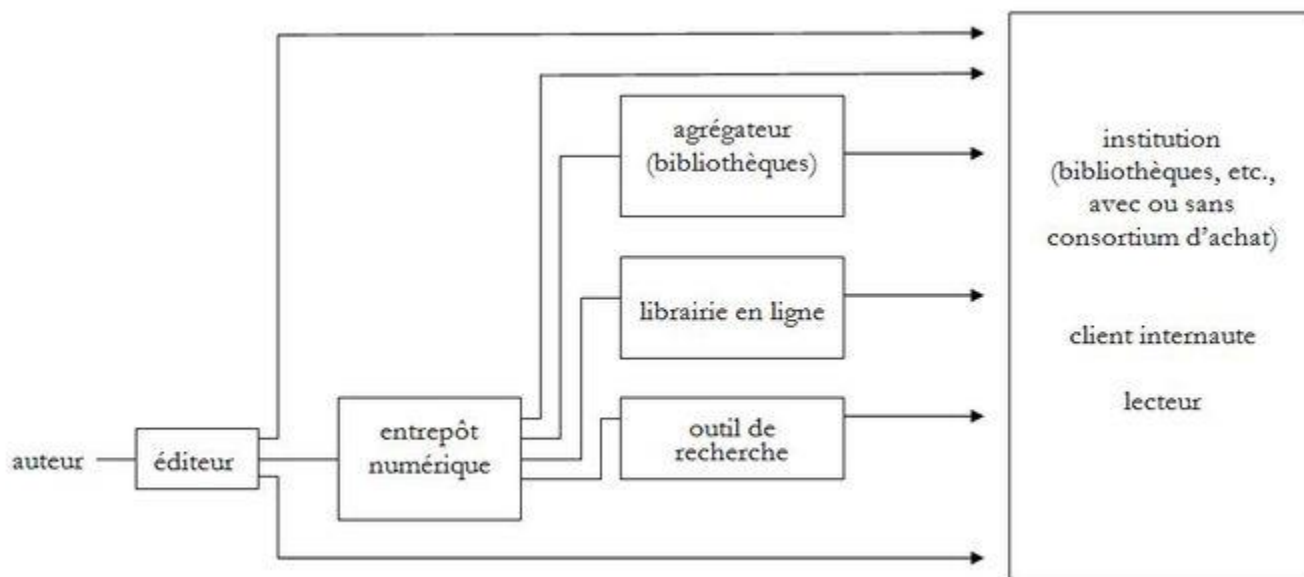 auteur
éditeur
entrepôt
numérique
agrégateur
(bibliothèques)
librairie en ligne
outil de
recherche
institution
(bibliothèques, etc.,
avec ou sans
consortium d'achat)
client internaute
lecteur